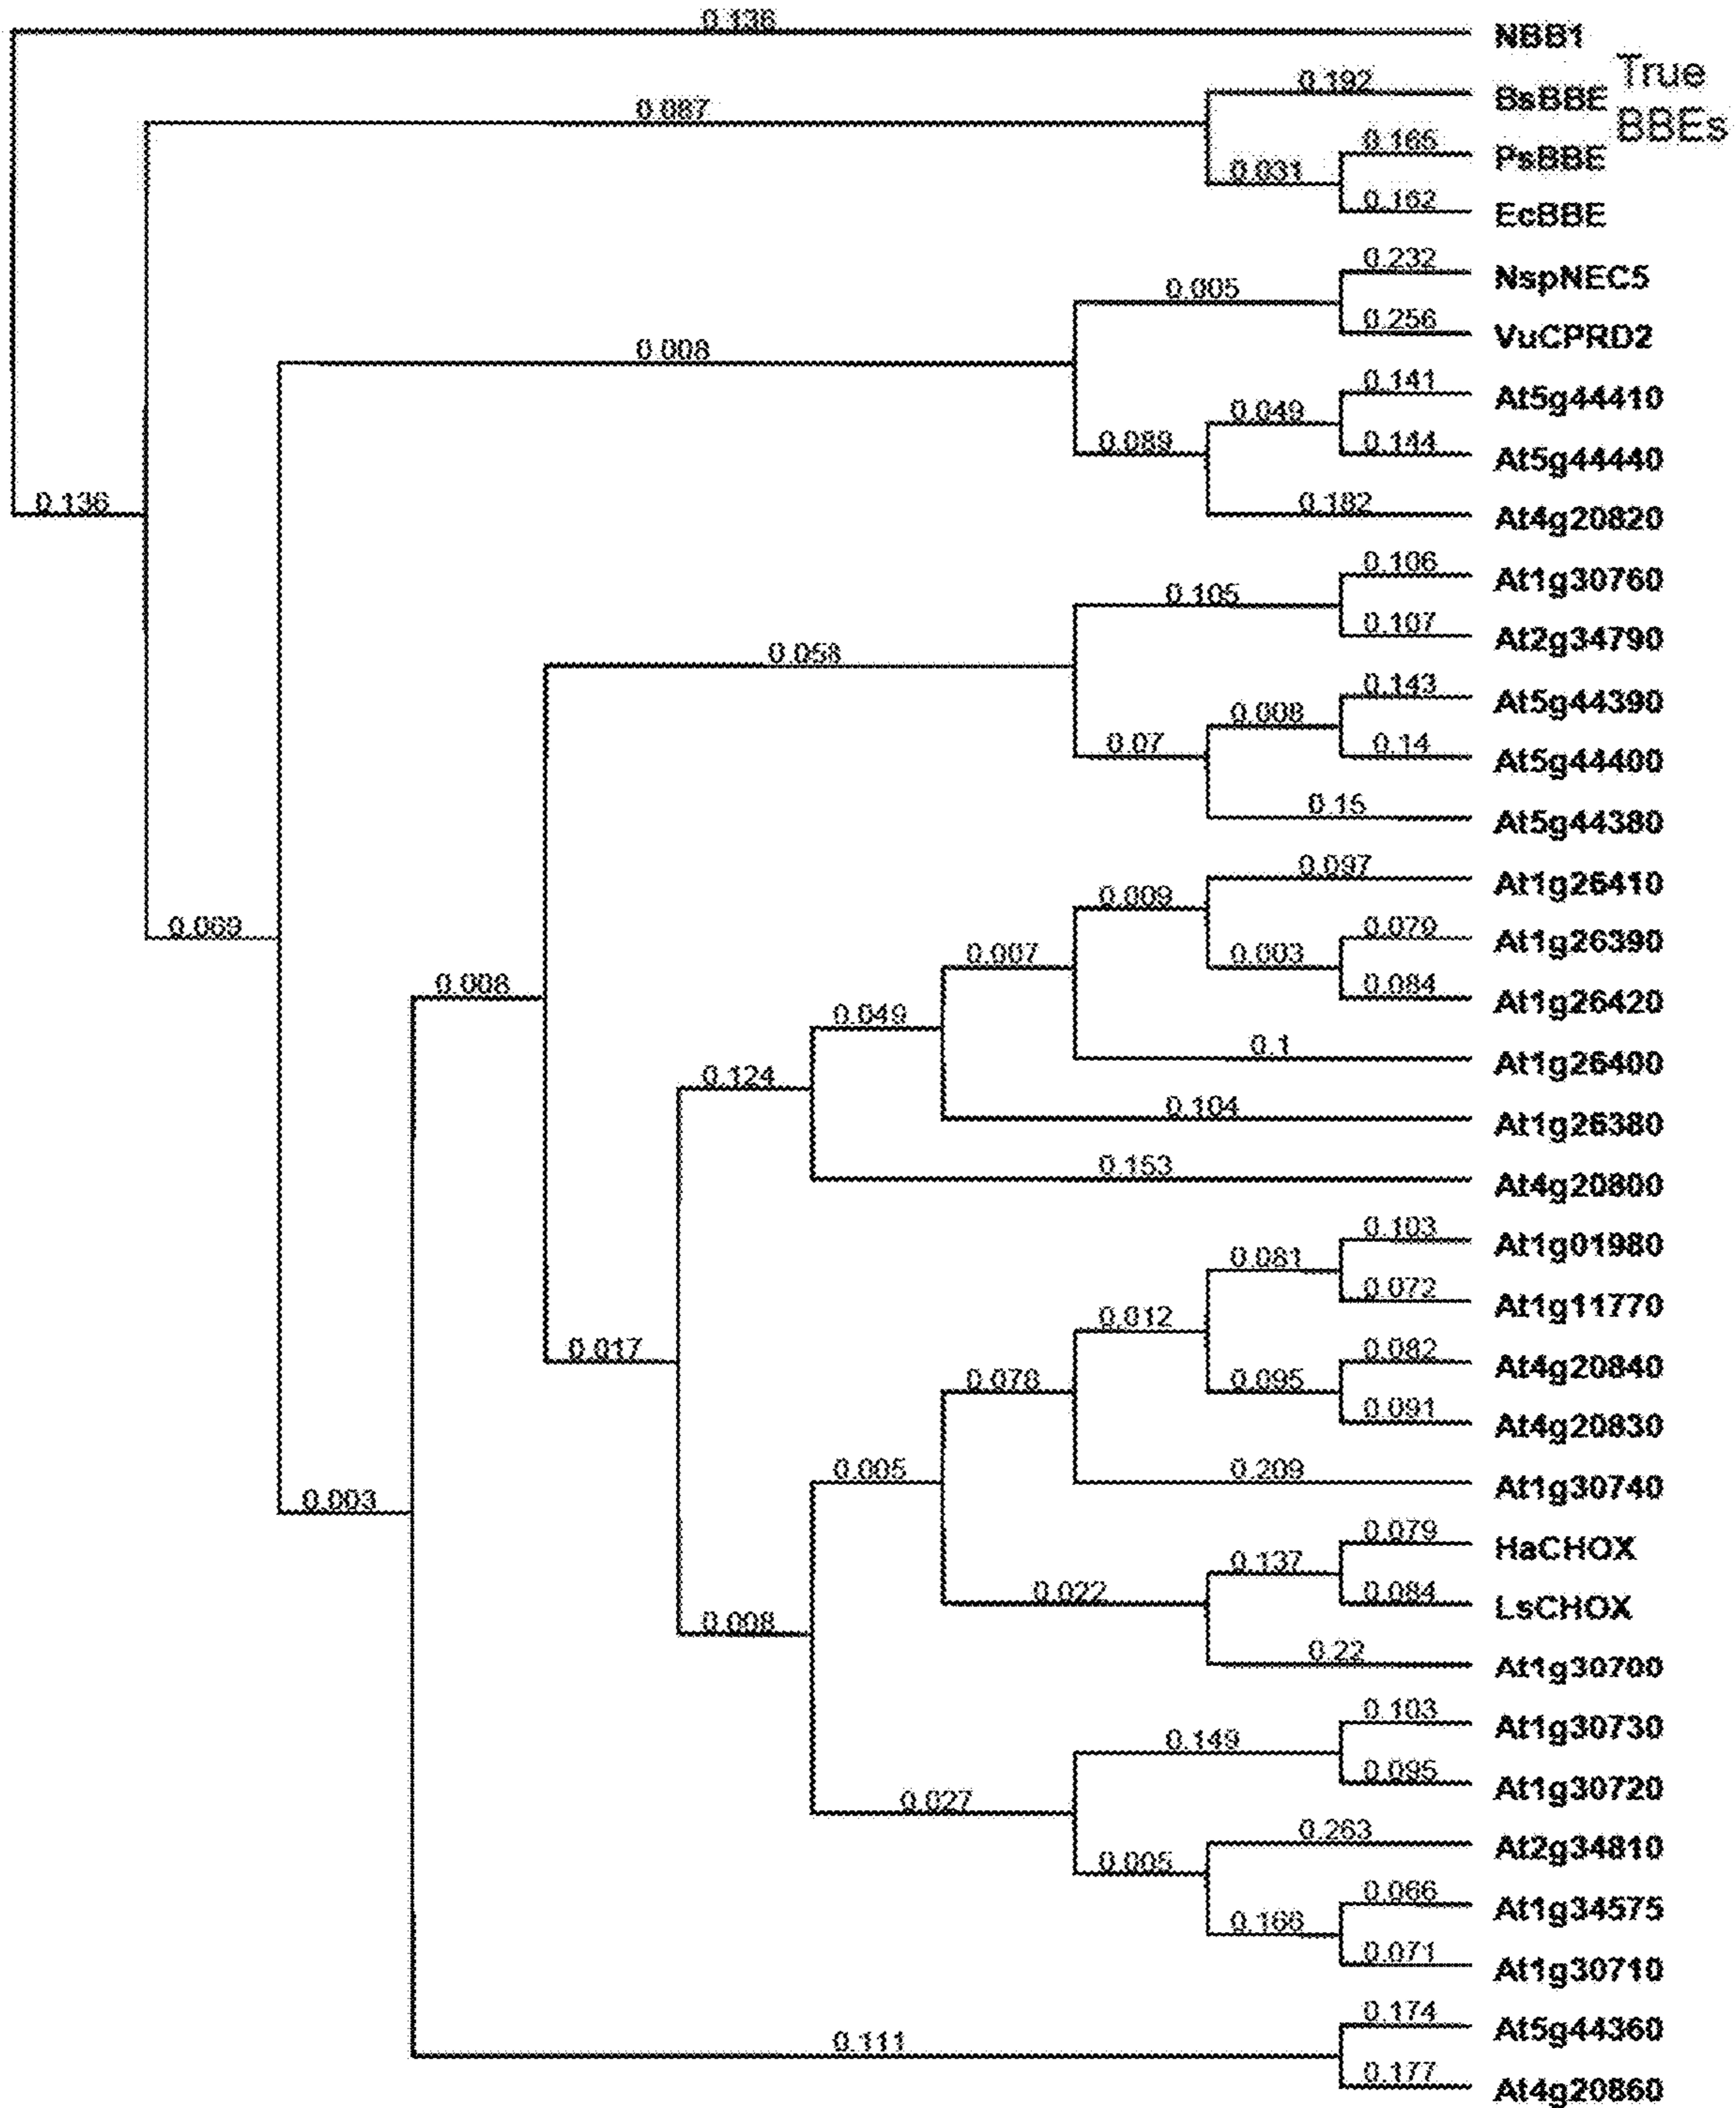 0.136
NBB1
True
0.192
BsBBE
0.087
BBEs
0.165
PsBBE
0.031
0.162
EcBBE
0.232
NspNEC5
0.005
0.256
VuCPRD2
0.008
0.141
At5g44410
0.049
0.089
0.144
At5g44440
0.136
0.182
At4g20820
0.106
At1g30760
0.105
0.107
At2g34790
0.058
0.143
At5g44390
0.008
0.07
0.14
At5g44400
0.15
At5g44380
0.097
At1g26410
0.009
0.069
0.079
At1g26390
0.007
0.003
0.008
0.084
At1g26420
0.049
0.1
At1g26400
0.124
0.104
At1g26380
0.153
At4g20800
0.103
At1g01980
0.081
0.072
At1g11770
0.012
0.017
0.082
At4g20840
0.078
0.095
0.091
At4g20830
0.005
0.209
At1g30740
0.003
0.079
HaCHOX
0.137
0.022
0.084
LsCHOX
0.008
0.22
At1g30700
0.103
At1g30730
0.149
0.095
At1g30720
0.027
0.263
At2g34810
0.005
0.066
At1g34575
0.166
0.071
At1g30710
0.174
At5g44360
0.111
0.177
At4g20860